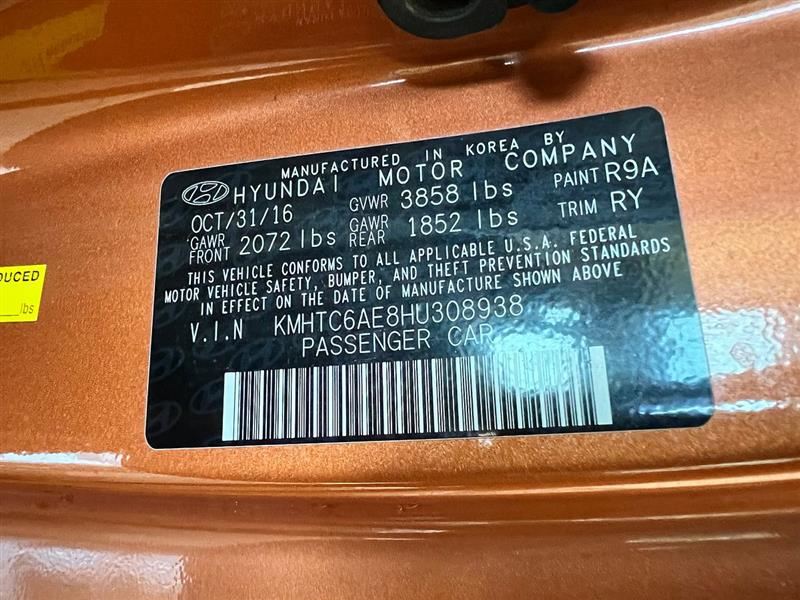 MANUFACTURED IN KOREA BY
HYUNDAI MOTOR COMPANY
OCT/31/16 GVWR 3858 lbs PAINT R9A
GAWR FRONT 2072 lbs GAWR REAR 1852 lbs TRIM RY
THIS VEHICLE CONFORMS TO ALL APPLICABLE U.S.A. FEDERAL
MOTOR VEHICLE SAFETY, BUMPER, AND THEFT PREVENTION STANDARDS
IN EFFECT ON THE DATE OF MANUFACTURE SHOWN ABOVE
V.I.N KMHTC6AE8HU308938
PASSENGER CAR
lbs